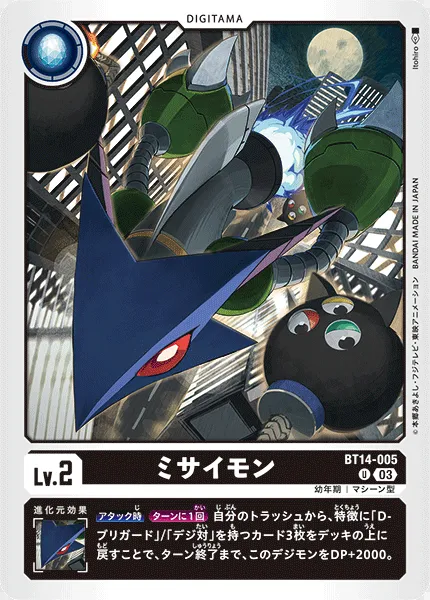 DIGITAMA
Itohiro
©本郷あきよし・フジテレビ・東映アニメーション BANDAI MADE IN JAPAN
Lv.2
ミサイモン
BT14-005
U 03
幼年期 | マシーン型
進化元効果
アタック時 ターンに1回 自分のトラッシュから、特徴に「D-
ブリガード」/「デジ対」を持つカード3枚をデッキの上に
戻すことで、ターン終了まで、このデジモンをDP+2000。